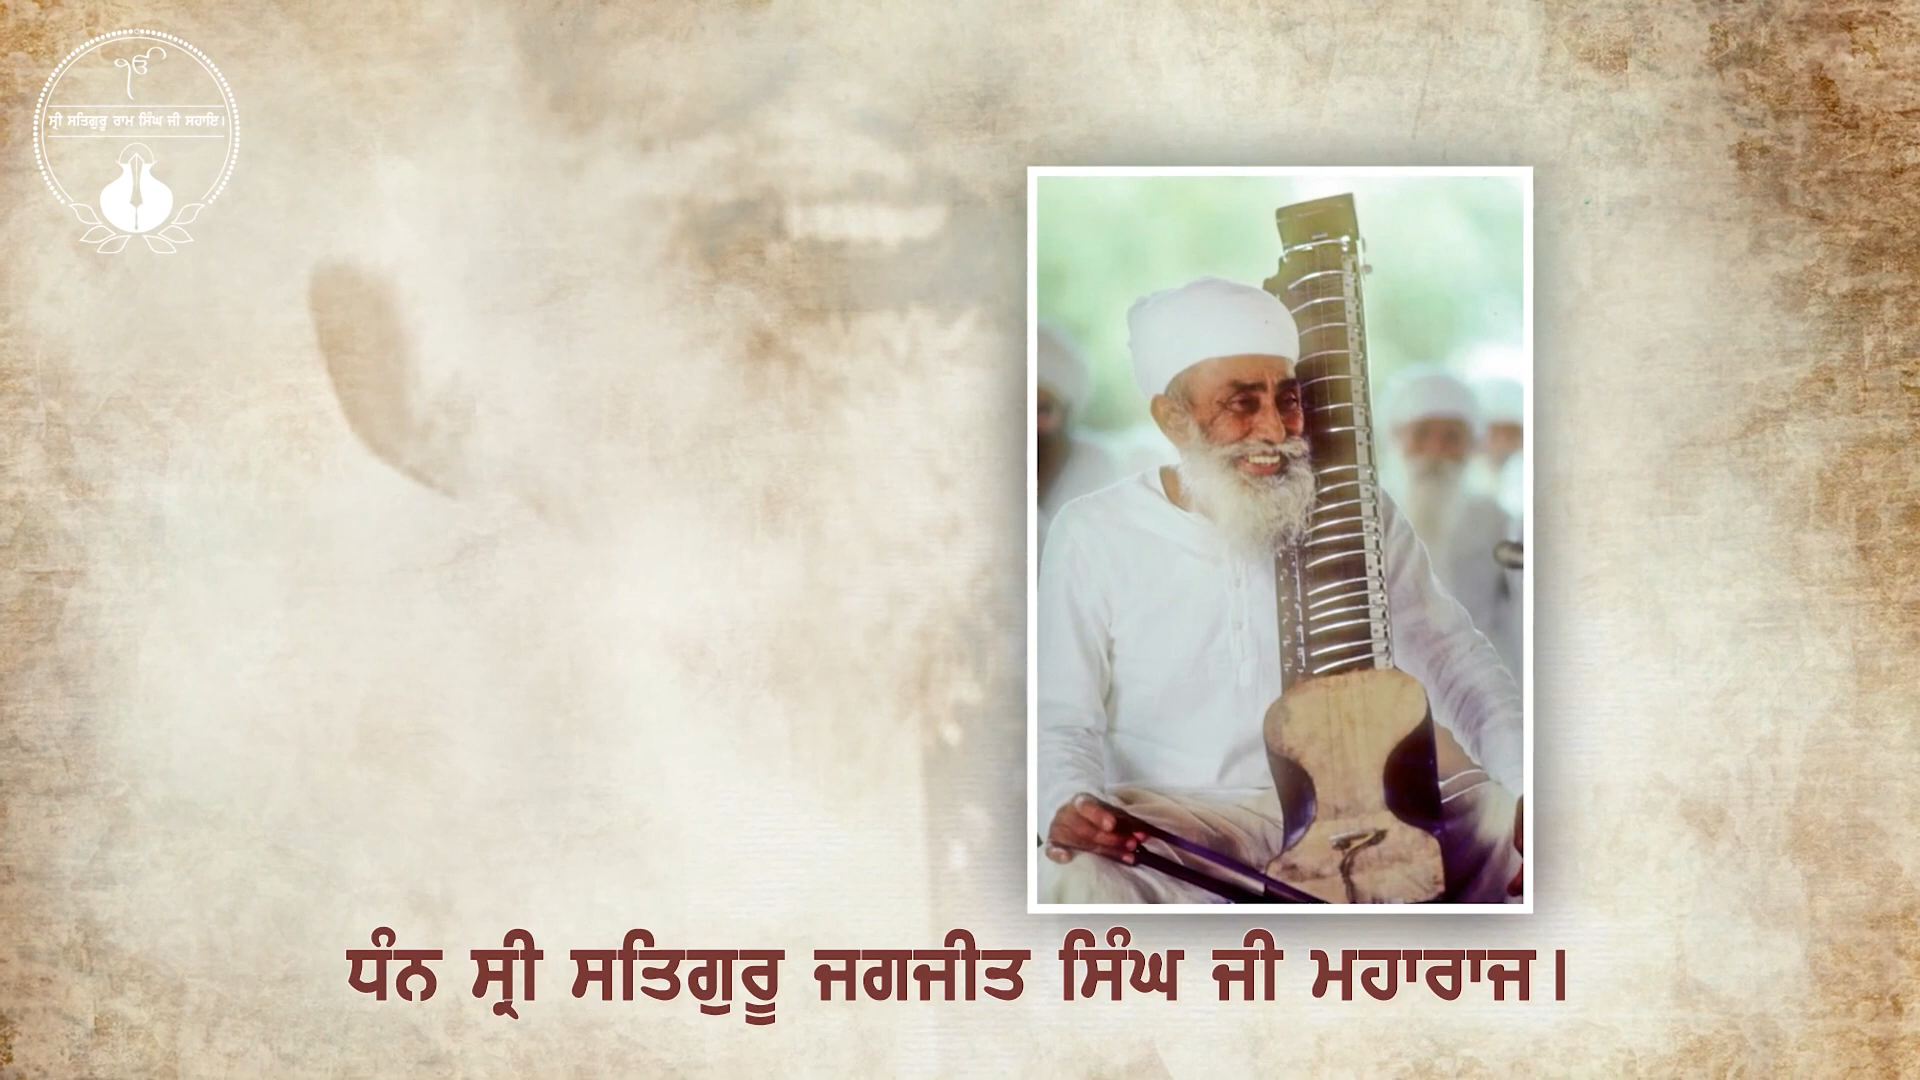 ੴ
ਸ੍ਰੀ ਸਤਿਗੁਰੂ ਰਾਮ ਸਿੰਘ ਜੀ ਸਹਾਇ।
ਧੰਨ ਸ੍ਰੀ ਸਤਿਗੁਰੂ ਜਗਜੀਤ ਸਿੰਘ ਜੀ ਮਹਾਰਾਜ।